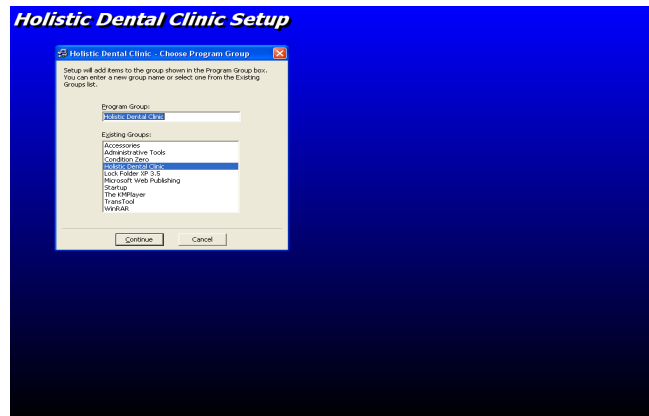 Holistic Dental Clinic Setup
Holistic Dental Clinic - Choose Program Group
Setup will add items to the group shown in the Program Group box.
You can enter a new group name or select one from the Existing
Groups list.
Program Group:
Holistic Dental Clinic
Existing Groups:
Accessories
Administrative Tools
Condition Zero
Holistic Dental Clinic
Lock Folder XP 3.5
Microsoft Web Publishing
Startup
The KMPlayer
TransTool
WinRAR
Continue
Cancel